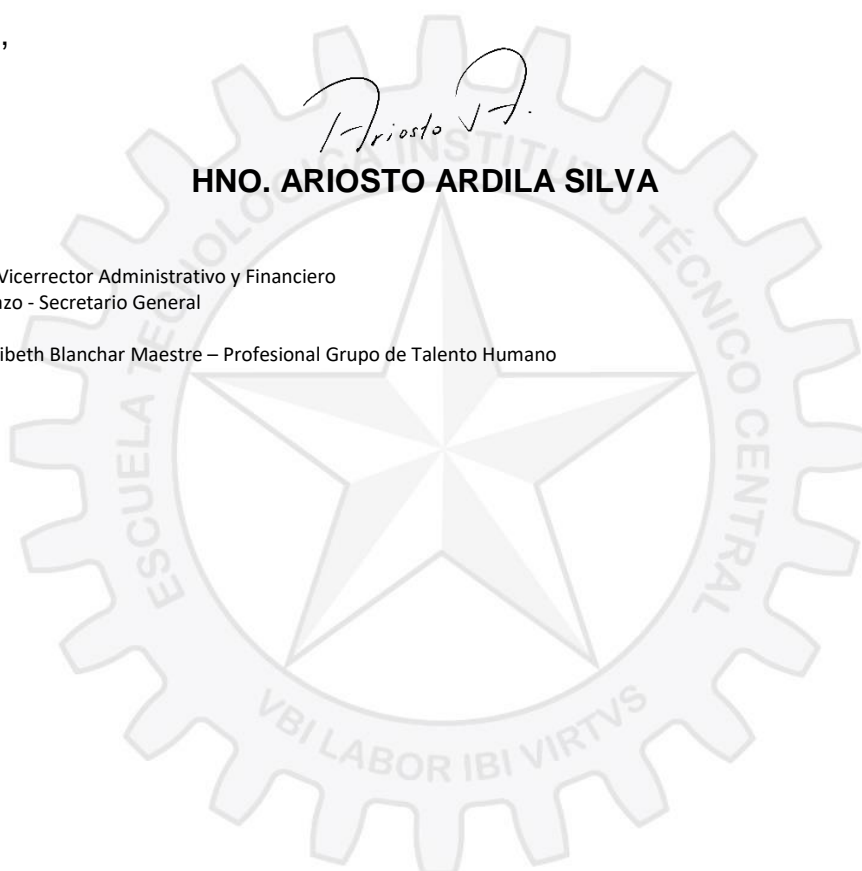 ,
Ariosto A.
HNO. ARIOSTO ARDILA SILVA
Vicerrector Administrativo y Financiero
nzo - Secretario General
ibeth Blanchar Maestre – Profesional Grupo de Talento Humano
ESCUELA TECNOLOGICA INSTITUTO TÉCNICO CENTRAL
VBI LABOR IBI VIRTVS